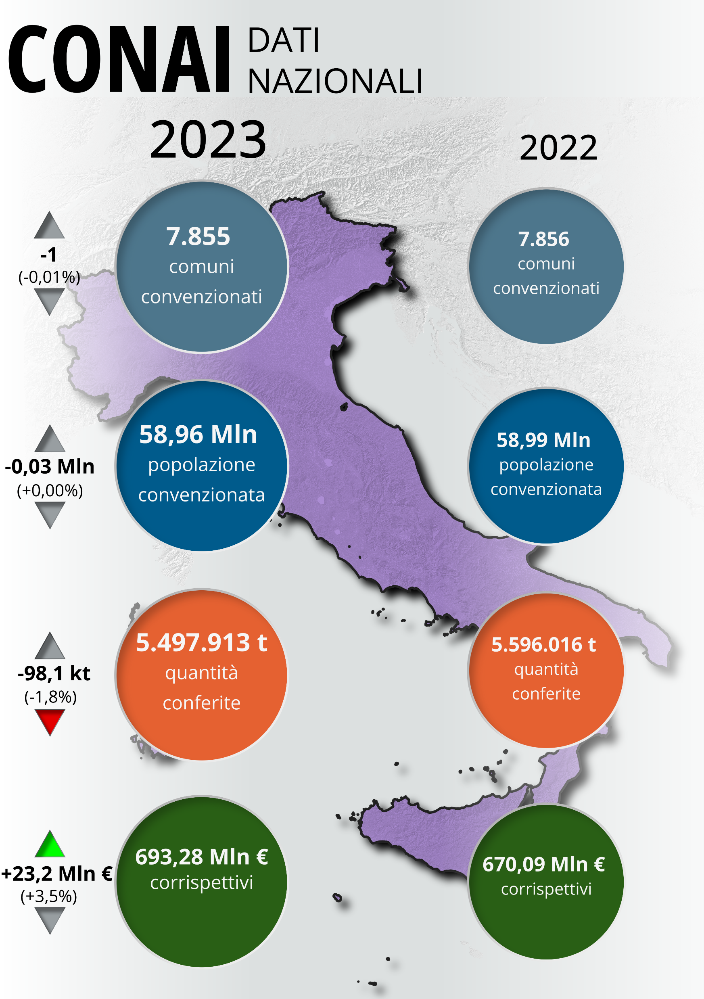 CONAI
DATI
NAZIONALI
2023
2022
-1
(-0,01%)
7.855
comuni
convenzionati
7.856
comuni
convenzionati
-0,03 Mln
(+0,00%)
58,96 Mln
popolazione
convenzionata
58,99 Mln
popolazione
convenzionata
-98,1 kt
(-1,8%)
5.497.913 t
quantità
conferite
5.596.016 t
quantità
conferite
+23,2 Mln €
(+3,5%)
693,28 Mln €
corrispettivi
670,09 Mln €
corrispettivi